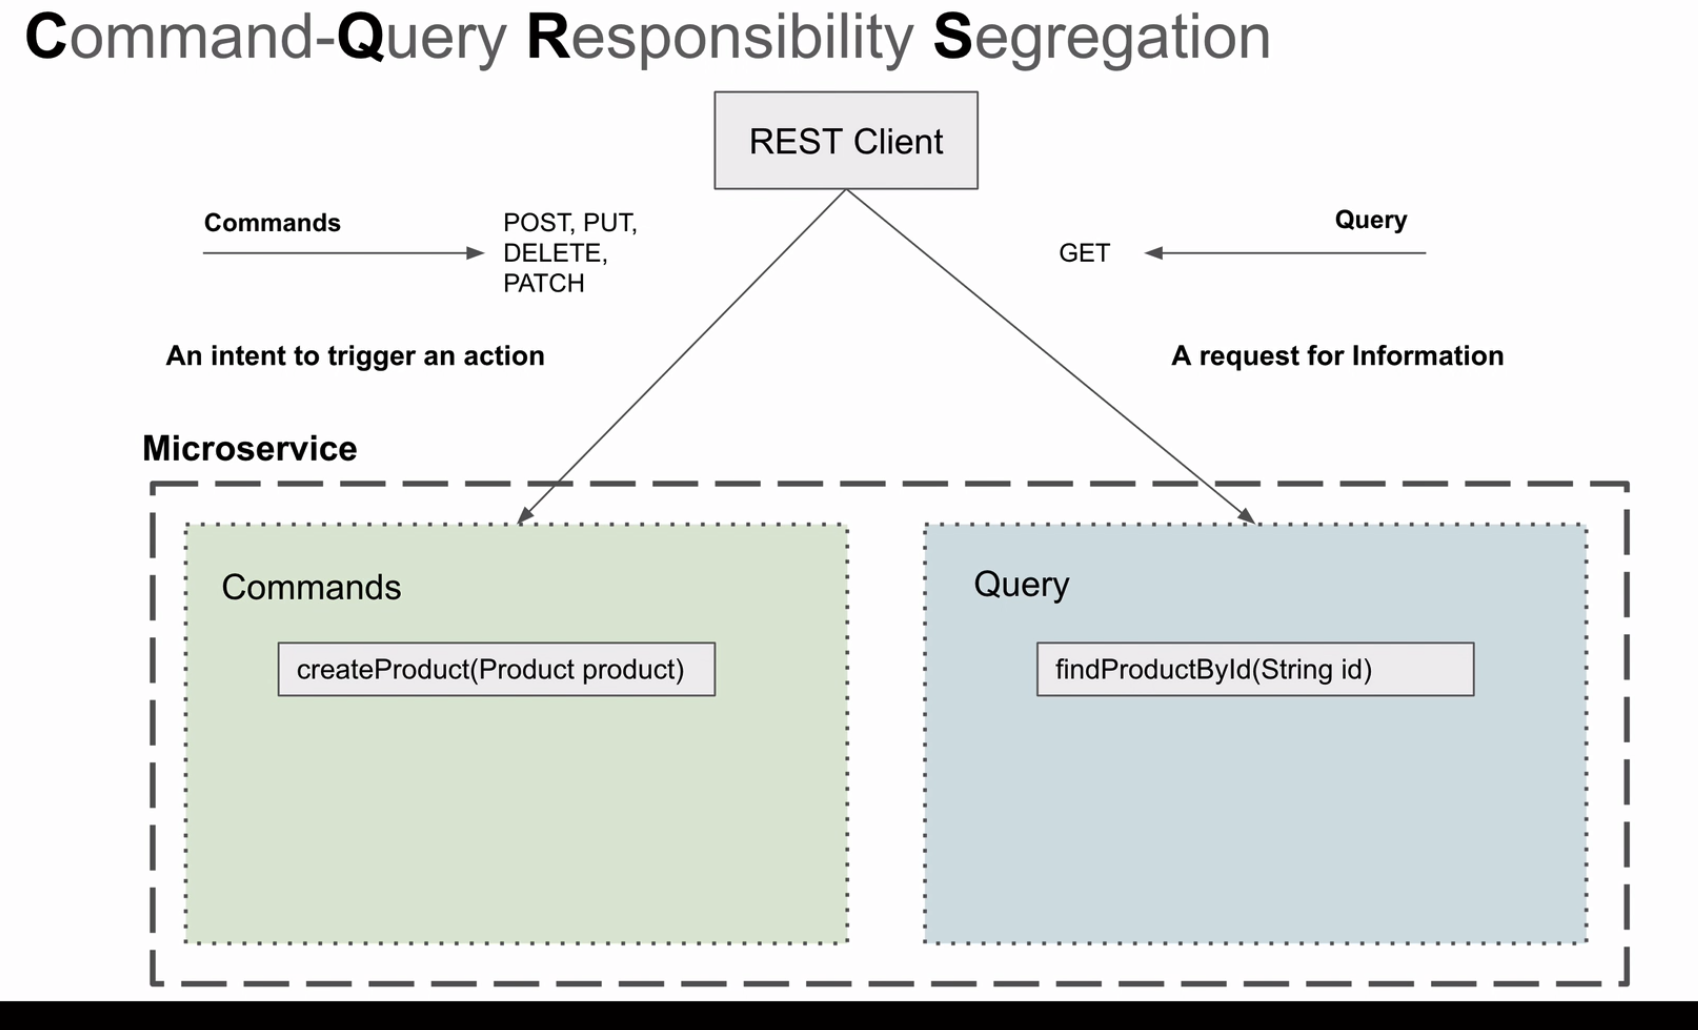 Command-Query Responsibility Segregation
REST Client
Commands
POST, PUT,
DELETE,
PATCH
GET
Query
An intent to trigger an action
A request for Information
Microservice
Commands
createProduct(Product product)
Query
findProductById(String id)